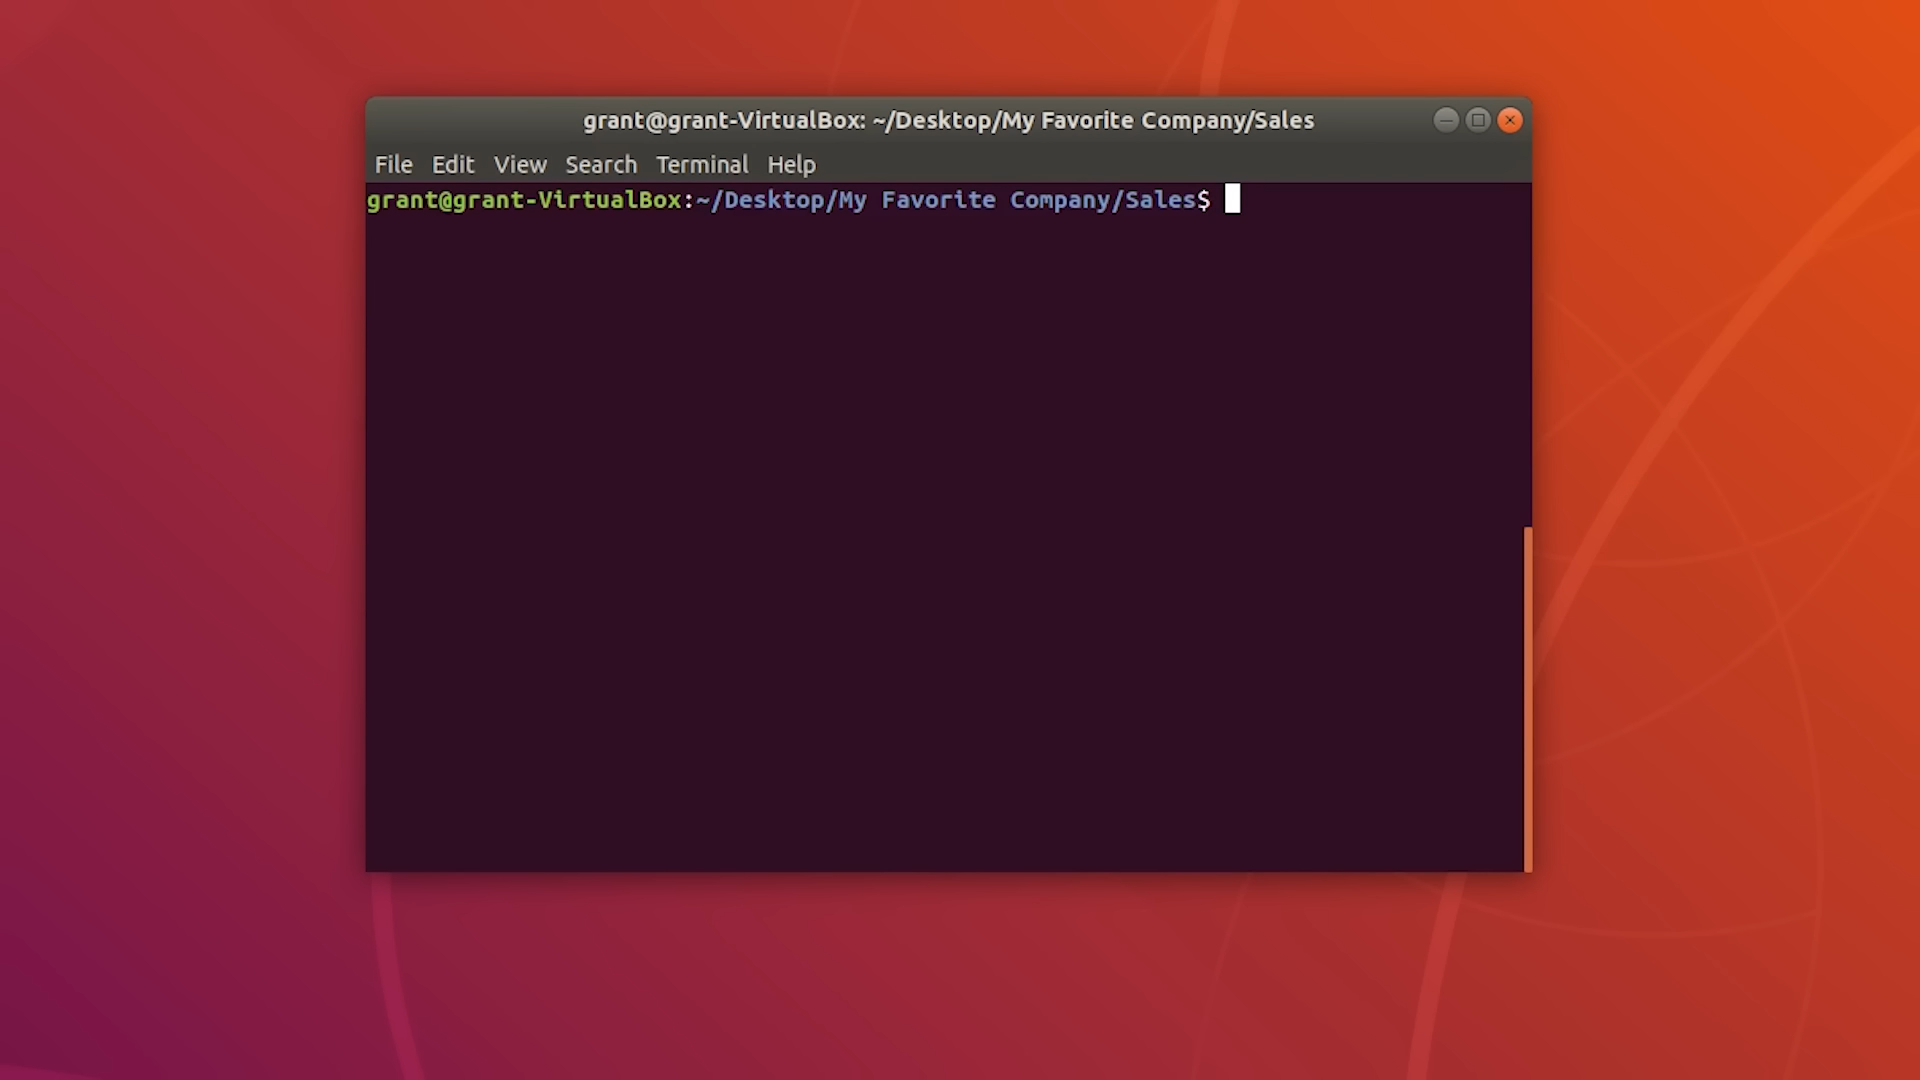 grant@grant-VirtualBox: ~/Desktop/My Favorite Company/Sales
File Edit View Search Terminal Help
grant@grant-VirtualBox:~/Desktop/My Favorite Company/Sales$